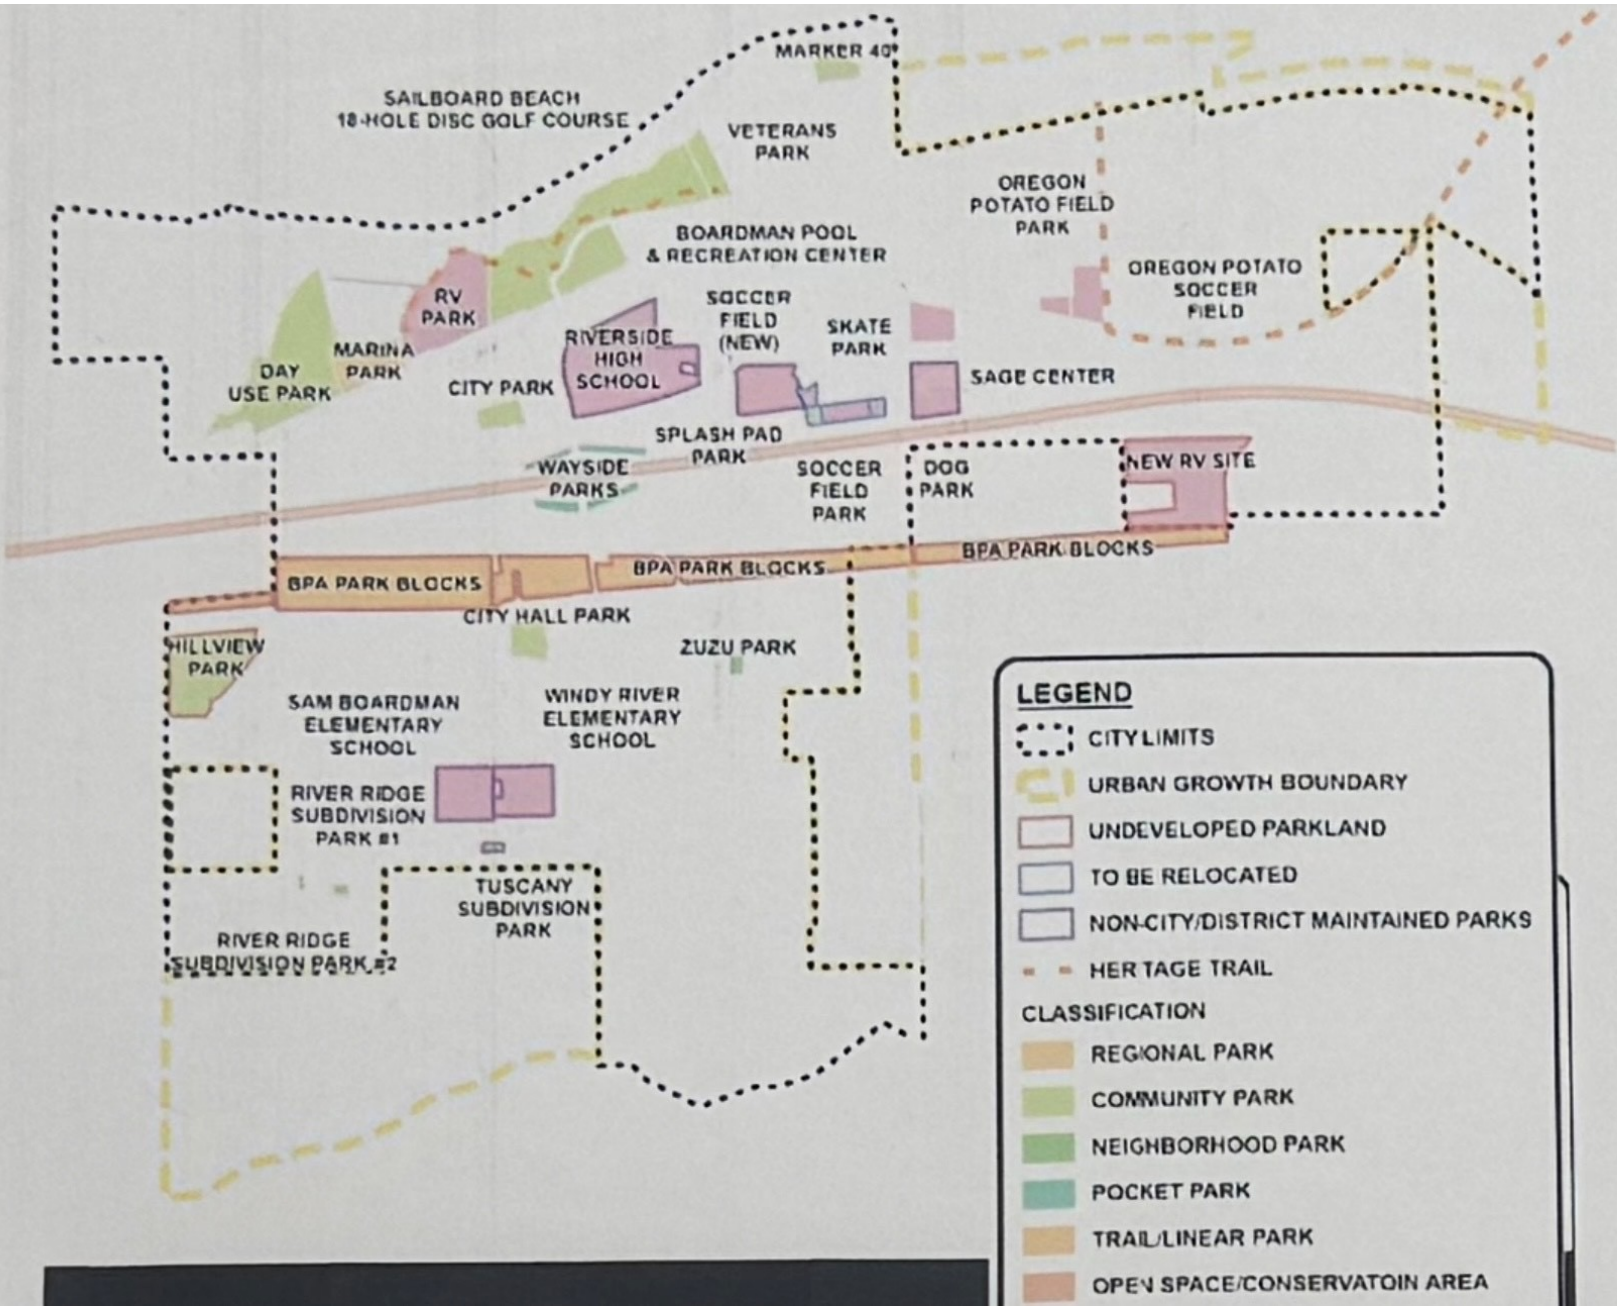 MARKER 40
SAILBOARD BEACH
18-HOLE DISC GOLF COURSE
VETERANS
PARK
OREGON
POTATO FIELD
PARK
BOARDMAN POOL
& RECREATION CENTER
OREGON POTATO
SOCCER
FIELD
RV
PARK
SOCCER
FIELD
(NEW)
SKATE
PARK
RIVERSIDE
HIGH
SCHOOL
MARINA
PARK
DAY
USE PARK
CITY PARK
SAGE CENTER
SPLASH PAD
PARK
WAYSIDE
PARKS
SOCCER
FIELD
PARK
DOG
PARK
NEW RV SITE
BPA PARK BLOCKS
BPA PARK BLOCKS
BPA PARK BLOCKS
CITY HALL PARK
HILLVIEW
PARK
ZUZU PARK
SAM BOARDMAN
ELEMENTARY
SCHOOL
WINDY RIVER
ELEMENTARY
SCHOOL
RIVER RIDGE
SUBDIVISION
PARK #1
TUSCANY
SUBDIVISION
PARK
RIVER RIDGE
SUBDIVISION PARK #2
LEGEND
CITY LIMITS
URBAN GROWTH BOUNDARY
UNDEVELOPED PARKLAND
TO BE RELOCATED
NON-CITY/DISTRICT MAINTAINED PARKS
HERITAGE TRAIL
CLASSIFICATION
REGIONAL PARK
COMMUNITY PARK
NEIGHBORHOOD PARK
POCKET PARK
TRAIL/LINEAR PARK
OPEN SPACE/CONSERVATOIN AREA